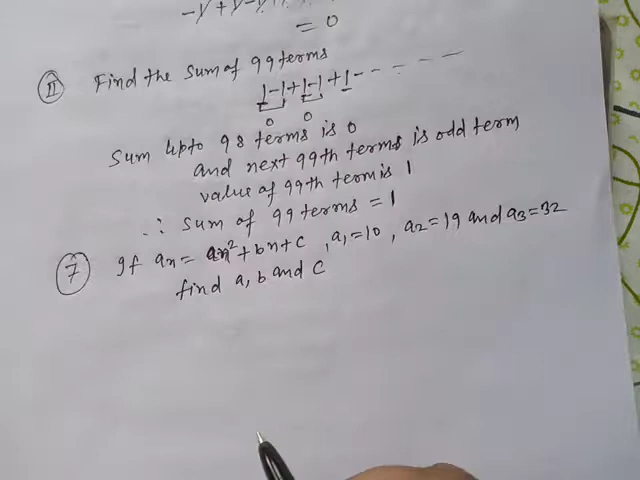 -y+y-y
= 0
II Find the sum of 99 terms
1-1+1-1+1------
0 0
Sum upto 98 terms is 0
and next 99th terms is odd term
value of 99th term is 1
∴ Sum of 99 terms = 1
7 If an = an²+bn+c , a1=10 , a2=19 and a3=32
find a, b and c